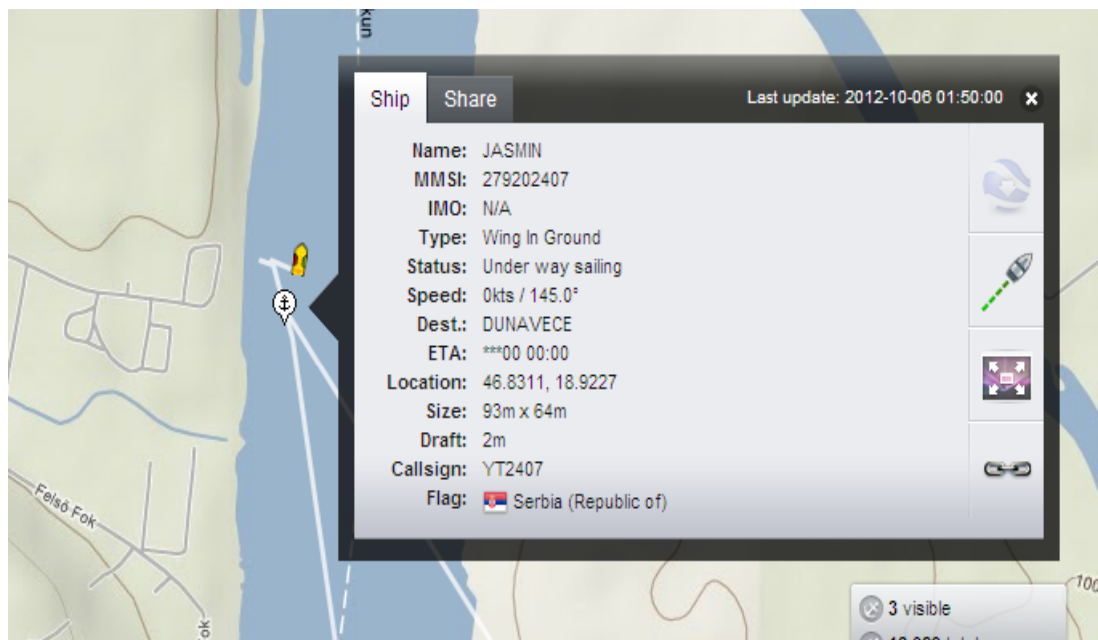 kun
Ship
Share
Last update: 2012-10-06 01:50:00
Name: JASMIN
MMSI: 279202407
IMO: N/A
Type: Wing In Ground
Status: Under way sailing
Speed: 0kts / 145.0°
Dest.: DUNAVECE
ETA: ***00 00:00
Location: 46.8311, 18.9227
Size: 93m x 64m
Draft: 2m
Callsign: YT2407
Flag: Serbia (Republic of)
Felső Fok
ok
100
3 visible